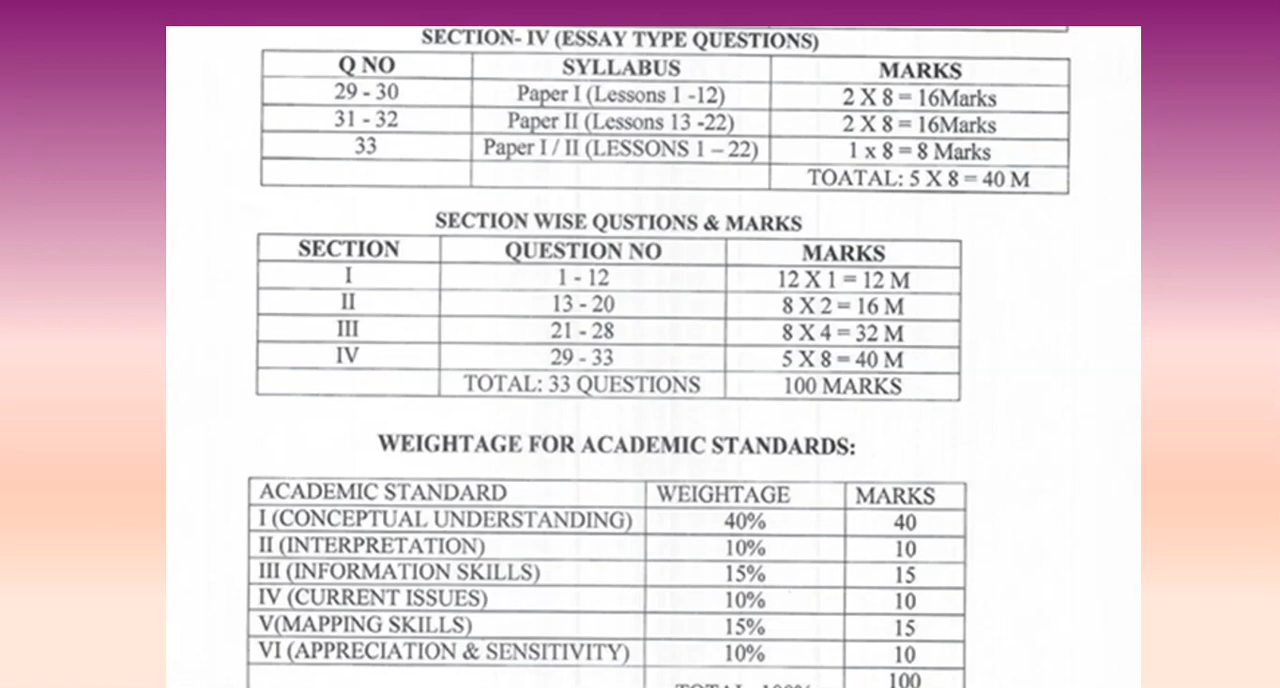 SECTION- IV (ESSAY TYPE QUESTIONS)
Q NO SYLLABUS MARKS
29 - 30 Paper I (Lessons 1 -12) 2 X 8 = 16Marks
31 - 32 Paper II (Lessons 13 -22) 2 X 8 = 16Marks
33 Paper I / II (LESSONS 1 – 22) 1 x 8 = 8 Marks
TOATAL: 5 X 8 = 40 M
SECTION WISE QUSTIONS & MARKS
SECTION QUESTION NO MARKS
I 1 - 12 12 X 1 = 12 M
II 13 - 20 8 X 2 = 16 M
III 21 - 28 8 X 4 = 32 M
IV 29 - 33 5 X 8 = 40 M
TOTAL: 33 QUESTIONS 100 MARKS
WEIGHTAGE FOR ACADEMIC STANDARDS:
ACADEMIC STANDARD WEIGHTAGE MARKS
I (CONCEPTUAL UNDERSTANDING) 40% 40
II (INTERPRETATION) 10% 10
III (INFORMATION SKILLS) 15% 15
IV (CURRENT ISSUES) 10% 10
V(MAPPING SKILLS) 15% 15
VI (APPRECIATION & SENSITIVITY) 10% 10
100